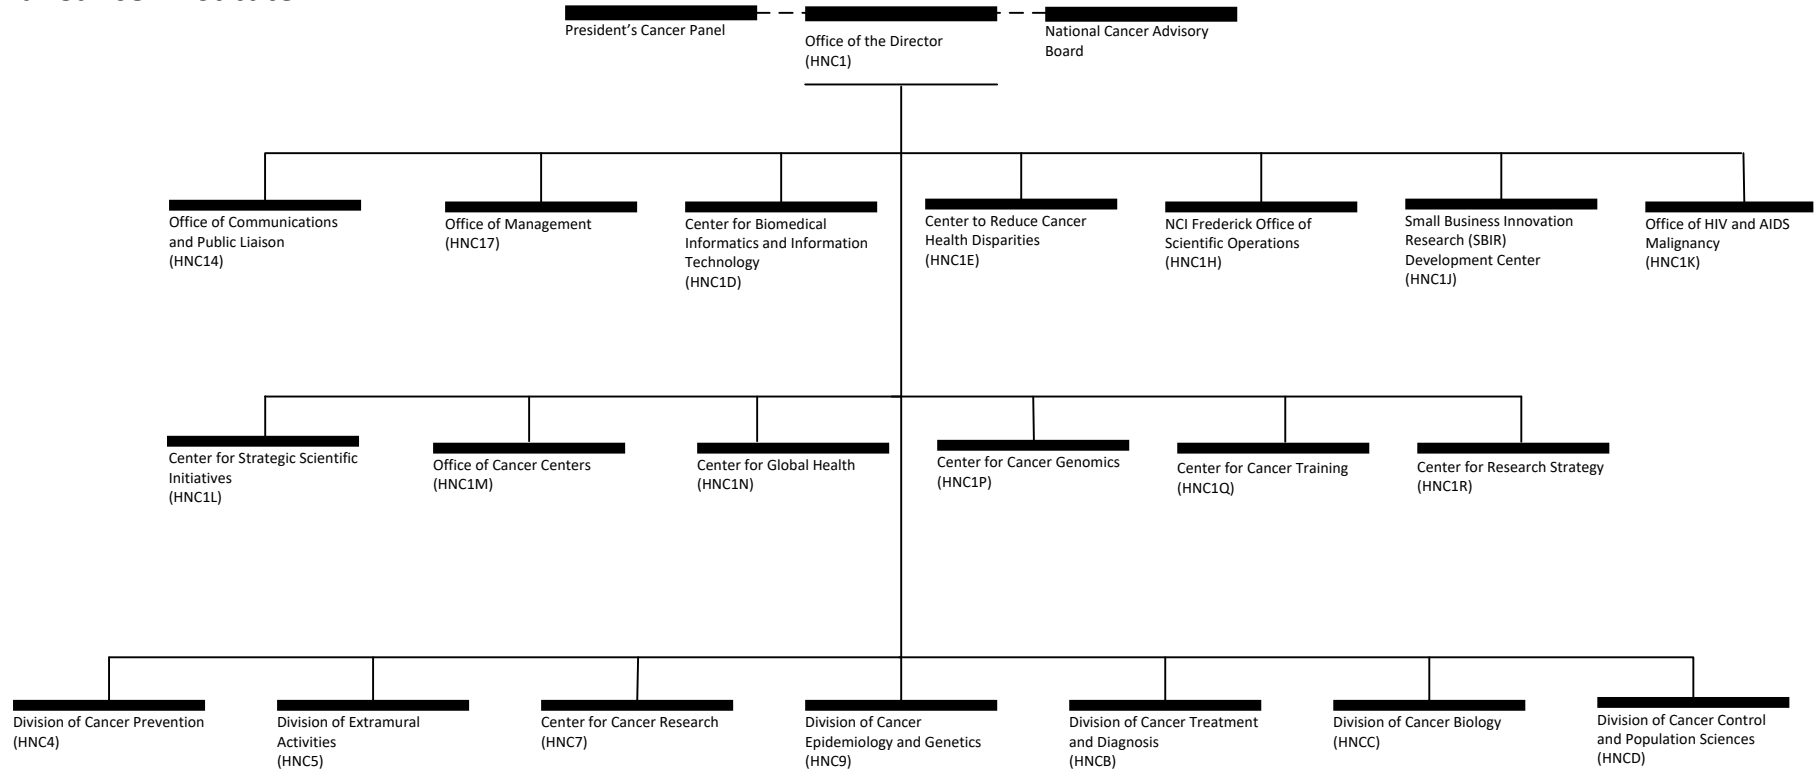 President's Cancer Panel
Office of the Director
(HNC1)
National Cancer Advisory
Board
Office of Communications
and Public Liaison
(HNC14)
Office of Management
(HNC17)
Center for Biomedical
Informatics and Information
Technology
(HNC1D)
Center to Reduce Cancer
Health Disparities
(HNC1E)
NCI Frederick Office of
Scientific Operations
(HNC1H)
Small Business Innovation
Research (SBIR)
Development Center
(HNC1J)
Office of HIV and AIDS
Malignancy
(HNC1K)
Center for Strategic Scientific
Initiatives
(HNC1L)
Office of Cancer Centers
(HNC1M)
Center for Global Health
(HNC1N)
Center for Cancer Genomics
(HNC1P)
Center for Cancer Training
(HNC1Q)
Center for Research Strategy
(HNC1R)
Division of Cancer Prevention
(HNC4)
Division of Extramural
Activities
(HNC5)
Center for Cancer Research
(HNC7)
Division of Cancer
Epidemiology and Genetics
(HNC9)
Division of Cancer Treatment
and Diagnosis
(HNCB)
Division of Cancer Biology
(HNCC)
Division of Cancer Control
and Population Sciences
(HNCD)